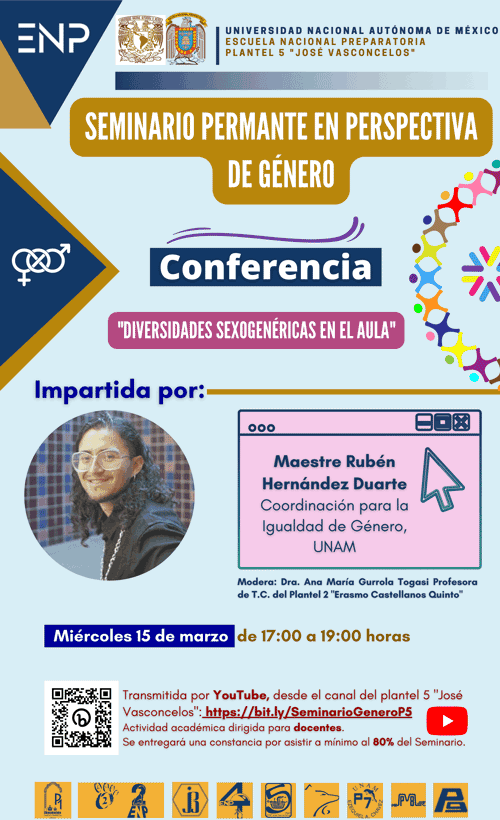 ENP
UNIVERSIDAD NACIONAL AUTÓNOMA DE MÉXICO
ESCUELA NACIONAL PREPARATORIA
PLANTEL 5 "JOSÉ VASCONCELOS"
SEMINARIO PERMANTE EN PERSPECTIVA
DE GÉNERO
Conferencia
"DIVERSIDADES SEXOGENÉRICAS EN EL AULA"
Impartida por:
Maestre Rubén
Hernández Duarte
Coordinación para la
Igualdad de Género,
UNAM
Modera: Dra. Ana María Gurrola Togasi Profesora
de T.C. del Plantel 2 "Erasmo Castellanos Quinto"
Miércoles 15 de marzo de 17:00 a 19:00 horas
Transmitida por YouTube, desde el canal del plantel 5 "José
Vasconcelos": https://bit.ly/SeminarioGeneroP5
Actividad académica dirigida para docentes.
Se entregará una constancia por asistir a mínimo al 80% del Seminario.